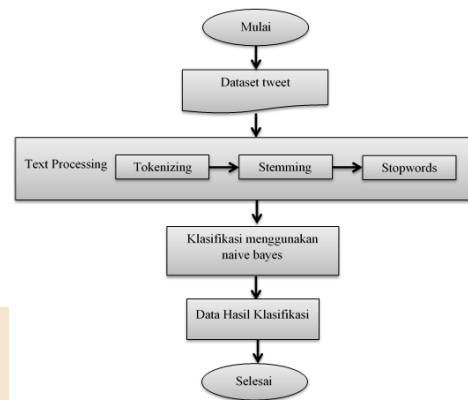 Mulai
Dataset tweet
Text Processing
Tokenizing
Stemming
Stopwords
Klasifikasi menggunakan
naive bayes
Data Hasil Klasifikasi
Selesai